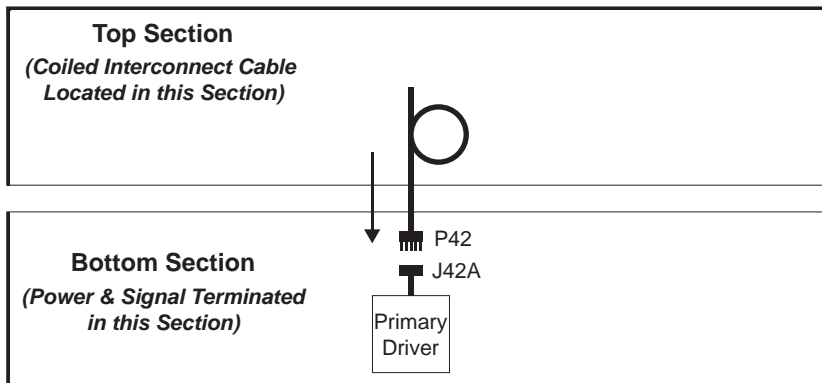 Top Section
(Coiled Interconnect Cable
Located in this Section)
P42
Bottom Section
J42A
(Power & Signal Terminated
in this Section)
Primary
Driver